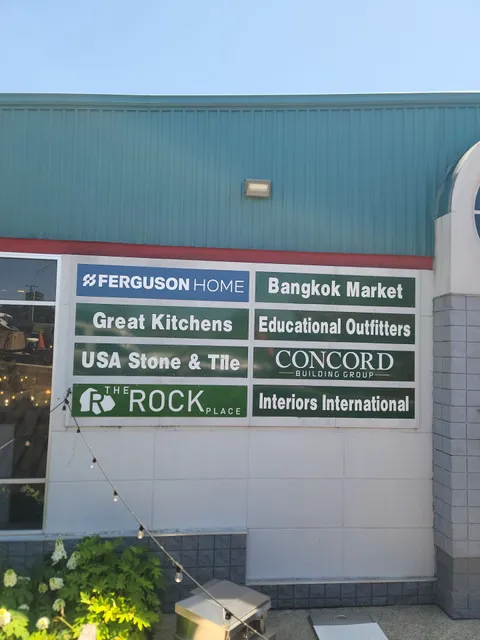 FERGUSON HOME
Great Kitchens
USA Stone & Tile
R THE ROCK PLACE
Bangkok Market
Educational Outfitters
CONCORD
BUILDING GROUP
Interiors International